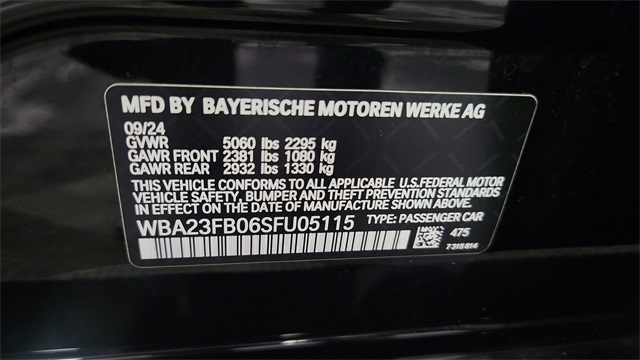 MFD BY BAYERISCHE MOTOREN WERKE AG
09/24
GVWR 5060 lbs 2295 kg
GAWR FRONT 2381 lbs 1080 kg
GAWR REAR 2932 lbs 1330 kg
THIS VEHICLE CONFORMS TO ALL APPLICABLE U.S.FEDERAL MOTOR
VEHICLE SAFETY, BUMPER AND THEFT PREVENTION STANDARDS
IN EFFECT ON THE DATE OF MANUFACTURE SHOWN ABOVE.
WBA23FB06SFU05115 TYPE: PASSENGER CAR
475
7 315 814